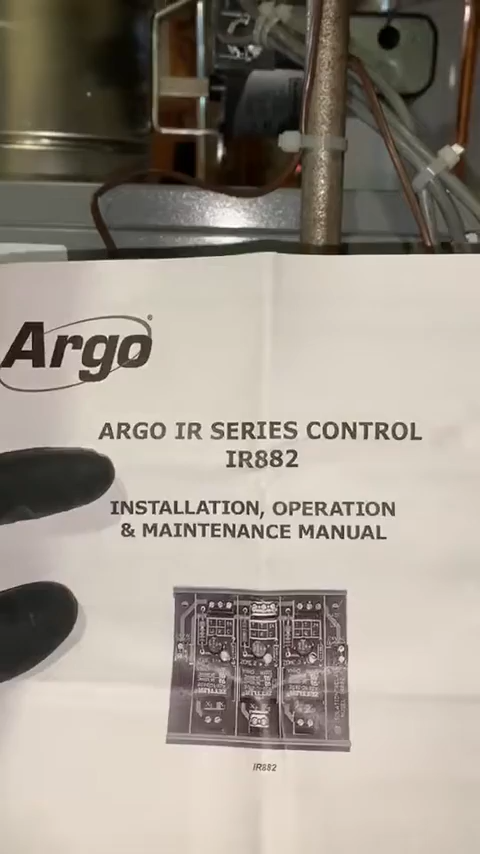 Argo®
ARGO IR SERIES CONTROL
IR882
INSTALLATION, OPERATION
& MAINTENANCE MANUAL
IR882